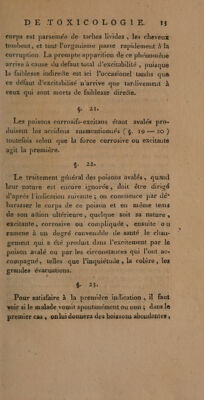 DE TOXICOLOGIE. 15
corps est parsemée de taches livides, les cheveux
tombent, et tout l'organisme passe rapidement à la
corruption. La prompte apparition de ce phénomène
arrive à cause du défaut total d'excitabilité, puisque
la faiblesse indirecte est ici l'occasionel tandis que
ce défaut d'excitabilité n'arrive que tardivement à
ceux qui sont morts de faiblesse directe.
§. 21.
Les poisons corrosifs-excitans étant avalés pro-
duisent les accidens susmentionnés (§. 19 — 20)
toutefois selon que la force corrosive ou excitante
agit la première.
§. 22.
Le traitement général des poisons avalés, quand
leur nature est encore ignorée, doit être dirigé
d'après l'indication suivante; on commence par dé-
barasser le corps de ce poison et en même tems
de son action ultérieure, quelque soit sa nature,
excitante, corrosive ou compliquée, ensuite on
ramène à un degré convenable de santé le chan-
gement qui a été produit dans l'excitement par le
poison avalé ou par les circonstances qui l'ont ac-
compagné, telles que l'inquiétude, la colère, les
grandes évacuations.
§. 23.
Pour satisfaire à la première indication, il faut
voir si le malade vomit spontanément ou non; dans le
premier cas, on lui donnera des boissons abondantes,